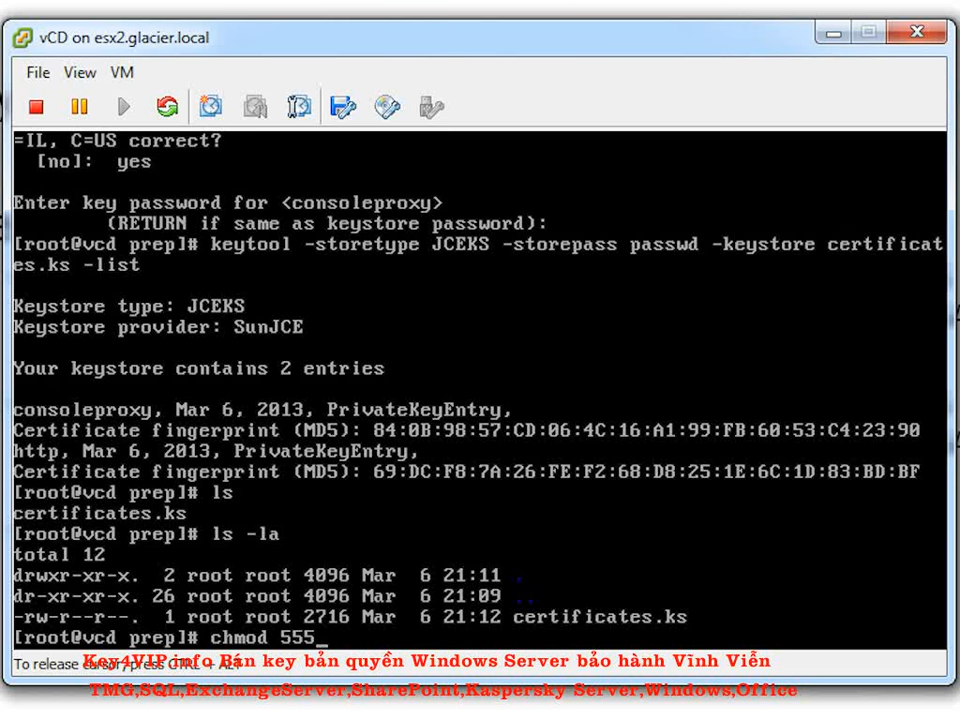 vCD on esx2.glacier.local
File View VM
=IL, C=US correct?
[no]: yes
Enter key password for <consoleproxy>
(RETURN if same as keystore password):
[root@vcd prep]# keytool -storetype JCEKS -storepass passwd -keystore certificat
es.ks -list
Keystore type: JCEKS
Keystore provider: SunJCE
Your keystore contains 2 entries
consoleproxy, Mar 6, 2013, PrivateKeyEntry,
Certificate fingerprint (MD5): 84:0B:98:57:CD:06:4C:16:A1:99:FB:60:53:C4:23:90
http, Mar 6, 2013, PrivateKeyEntry,
Certificate fingerprint (MD5): 69:DC:F8:7A:26:FE:F2:68:D8:25:1E:6C:1D:83:BD:BF
[root@vcd prep]# ls
certificates.ks
[root@vcd prep]# ls -la
total 12
drwxr-xr-x. 2 root root 4096 Mar 6 21:11 .
dr-xr-xr-x. 26 root root 4096 Mar 6 21:09 ..
-rw-r--r--. 1 root root 2716 Mar 6 21:12 certificates.ks
[root@vcd prep]# chmod 555_
To release cursor, press CTRL + ALT
Key4VIP.info Bán key bản quyền Windows Server bảo hành Vĩnh Viễn
TMG,SQL,ExchangeServer,SharePoint,Kaspersky Server,Windows,Office